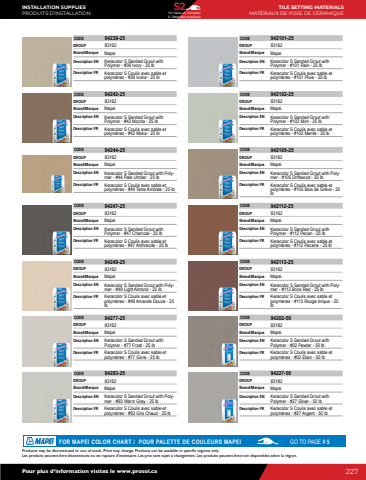 INSTALLATION SUPPLIES
PRODUITS D'INSTALLATION
S2
TILE SETTING MATERIALS
MATÉRIAUX DE POSE DE CÉRAMIQUE
CODE 94239-25
GROUP 83162
Brand/Marque Mapei
Description EN Keracolor S Sanded Grout with
Polymer - #39 Ivory - 25 lb
Description FR Keracolor S Coulis avec sable et
polymères - #39 Ivoire - 25 lb
CODE 94242-25
GROUP 83162
Brand/Marque Mapei
Description EN Keracolor S Sanded Grout with
Polymer - #42 Mocha - 25 lb
Description FR Keracolor S Coulis avec sable et
polymères - #42 Moka - 25 lb
CODE 94244-25
GROUP 83162
Brand/Marque Mapei
Description EN Keracolor S Sanded Grout with Poly-
mer - #44 Pale Umber - 25 lb
Description FR Keracolor S Coulis avec sable et
polymères - #44 Terre Ambrée - 25 lb
CODE 94247-25
GROUP 83162
Brand/Marque Mapei
Description EN Keracolor S Sanded Grout with
Polymer - #47 Charcoal - 25 lb
Description FR Keracolor S Coulis avec sable et
polymères - #47 Anthracite - 25 lb
CODE 94249-25
GROUP 83162
Brand/Marque Mapei
Description EN Keracolor S Sanded Grout with Poly-
mer - #49 Light Almond - 25 lb
Description FR Keracolor S Coulis avec sable et
polymères - #49 Amande Douce - 25
lb
CODE 94277-25
GROUP 83162
Brand/Marque Mapei
Description EN Keracolor S Sanded Grout with
Polymer - #77 Frost - 25 lb
Description FR Keracolor S Coulis avec sable et
polymères - #77 Givre - 25 lb
CODE 94293-25
GROUP 83162
Brand/Marque Mapei
Description EN Keracolor S Sanded Grout with Poly-
mer - #93 Warm Gray - 25 lb
Description FR Keracolor S Coulis avec sable et
polymères - #93 Gris Chaud - 25 lb
CODE 942101-25
GROUP 83162
Brand/Marque Mapei
Description EN Keracolor S Sanded Grout with
Polymer - #101 Rain - 25 lb
Description FR Keracolor S Coulis avec sable et
polymères - #101 Pluie - 25 lb
CODE 942102-25
GROUP 83162
Brand/Marque Mapei
Description EN Keracolor S Sanded Grout with
Polymer - #102 Mint - 25 lb
Description FR Keracolor S Coulis avec sable et
polymères - #102 Menthe - 25 lb
CODE 942105-25
GROUP 83162
Brand/Marque Mapei
Description EN Keracolor S Sanded Grout with Poly-
mer - #105 Driftwood - 25 lb
Description FR Keracolor S Coulis avec sable et
polymères - #105 Bois de Grève - 25
lb
CODE 942112-25
GROUP 83162
Brand/Marque Mapei
Description EN Keracolor S Sanded Grout with
Polymer - #112 Pecan - 25 lb
Description FR Keracolor S Coulis avec sable et
polymères - #112 Pacane - 25 lb
CODE 942113-25
GROUP 83162
Brand/Marque Mapei
Description EN Keracolor S Sanded Grout with Poly-
mer - #113 Brick Red - 25 lb
Description FR Keracolor S Coulis avec sable et
polymères - #113 Rouge brique - 25
lb
CODE 94202-50
GROUP 83182
Brand/Marque Mapei
Description EN Keracolor S Sanded Grout with
Polymer - #02 Pewter - 50 lb
Description FR Keracolor S Coulis avec sable et
polymères - #02 Étain - 50 lb
CODE 94227-50
GROUP 83182
Brand/Marque Mapei
Description EN Keracolor S Sanded Grout with
Polymer - #27 Silver - 50 lb
Description FR Keracolor S Coulis avec sable et
polymères - #27 Argent - 50 lb
MAPEI FOR MAPEI COLOR CHART / POUR PALETTE DE COULEURS MAPEI GO TO PAGE # 5
Products may be discontinued or out of stock. Price may change. Products can be available in specific regions only.
Les produits peuvent être discontinués ou en rupture d'inventaire. Les prix sont sujet à changement. Les produits peuvent être non disponibles selon la région.
Pour plus d'information visitez le www.prosol.ca
227